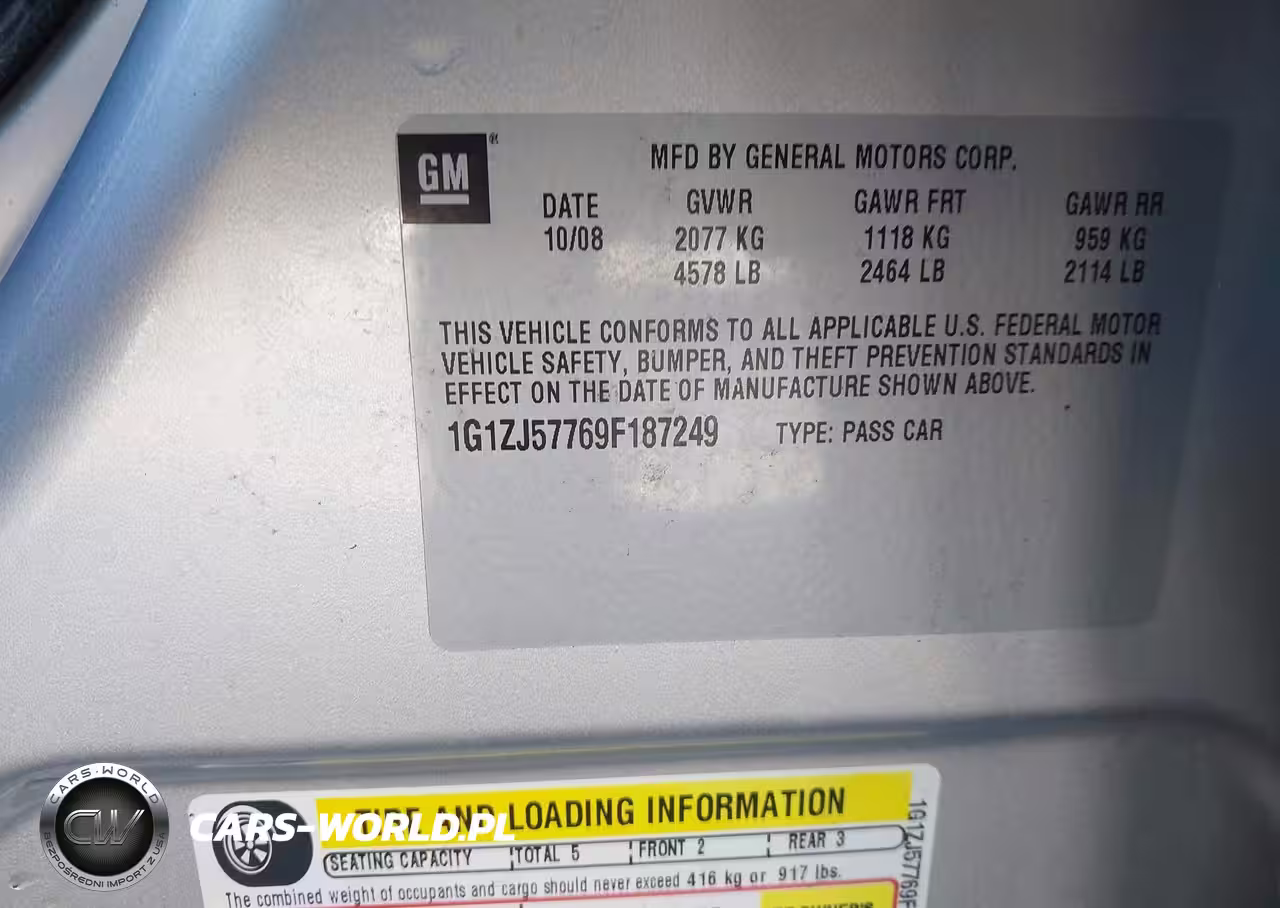 GM ®
MFD BY GENERAL MOTORS CORP.
DATE GVWR GAWR FRT GAWR RR
10/08 2077 KG 1118 KG 959 KG
4578 LB 2464 LB 2114 LB
THIS VEHICLE CONFORMS TO ALL APPLICABLE U.S. FEDERAL MOTOR
VEHICLE SAFETY, BUMPER, AND THEFT PREVENTION STANDARDS IN
EFFECT ON THE DATE OF MANUFACTURE SHOWN ABOVE.
1G1ZJ57769F187249 TYPE: PASS CAR
TIRE AND LOADING INFORMATION
SEATING CAPACITY TOTAL 5 FRONT 2 REAR 3
The combined weight of occupants and cargo should never exceed 416 kg or 917 lbs.
1G1ZJ57769F
CARS-WORLD.PL
CARS-WORLD
CW
BEZPOŚREDNI IMPORT Z USA